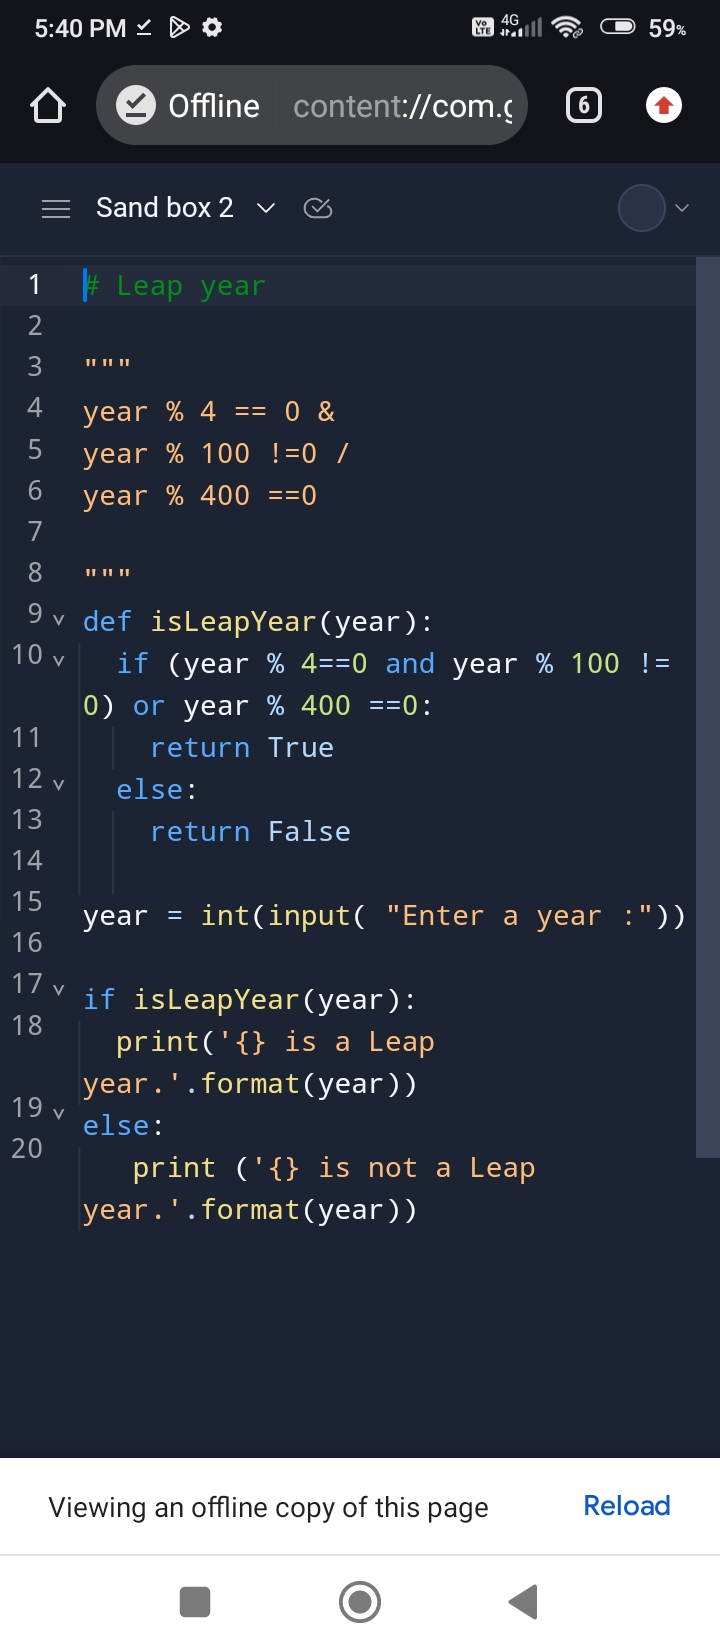 5:40 PM
Vo LTE 4G 59%
Offline content://com.g
6
Sand box 2
1 # Leap year
2
3 """
4 year % 4 == 0 &
5 year % 100 !=0 /
6 year % 400 ==0
7
8 """
9 def isLeapYear(year):
10 if (year % 4==0 and year % 100 !=
0) or year % 400 ==0:
11 return True
12 else:
13 return False
14
15 year = int(input( "Enter a year :"))
16
17 if isLeapYear(year):
18 print('{} is a Leap
year.'.format(year))
19 else:
20 print ('{} is not a Leap
year.'.format(year))
Viewing an offline copy of this page
Reload